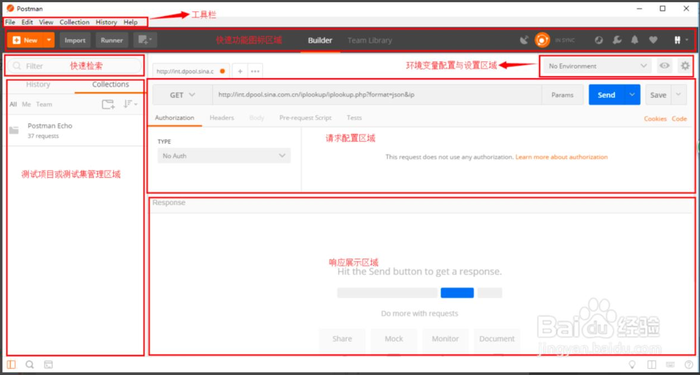 Postman
File Edit View Collection History Help
工具栏
New
Import
Runner
快速功能图标区域
Builder
Team Library
IN SYNC
Filter
快速检索
http://int.dpool.sina.c
环境变量配置与设置区域
No Environment
History
Collections
GET
http://int.dpool.sina.com.cn/iplookup/iplookup.php?format=json&ip
Params
Send
Save
All Me Team
Authorization
Headers
Body
Pre-request Script
Tests
Cookies Code
Postman Echo
37 requests
TYPE
No Auth
请求配置区域
This request does not use any authorization. Learn more about authorization
测试项目或测试集管理区域
Response
响应展示区域
Hit the Send button to get a response.
Do more with requests
Share
Mock
Monitor
Document
Baidu经验
jingyan.baidu.com